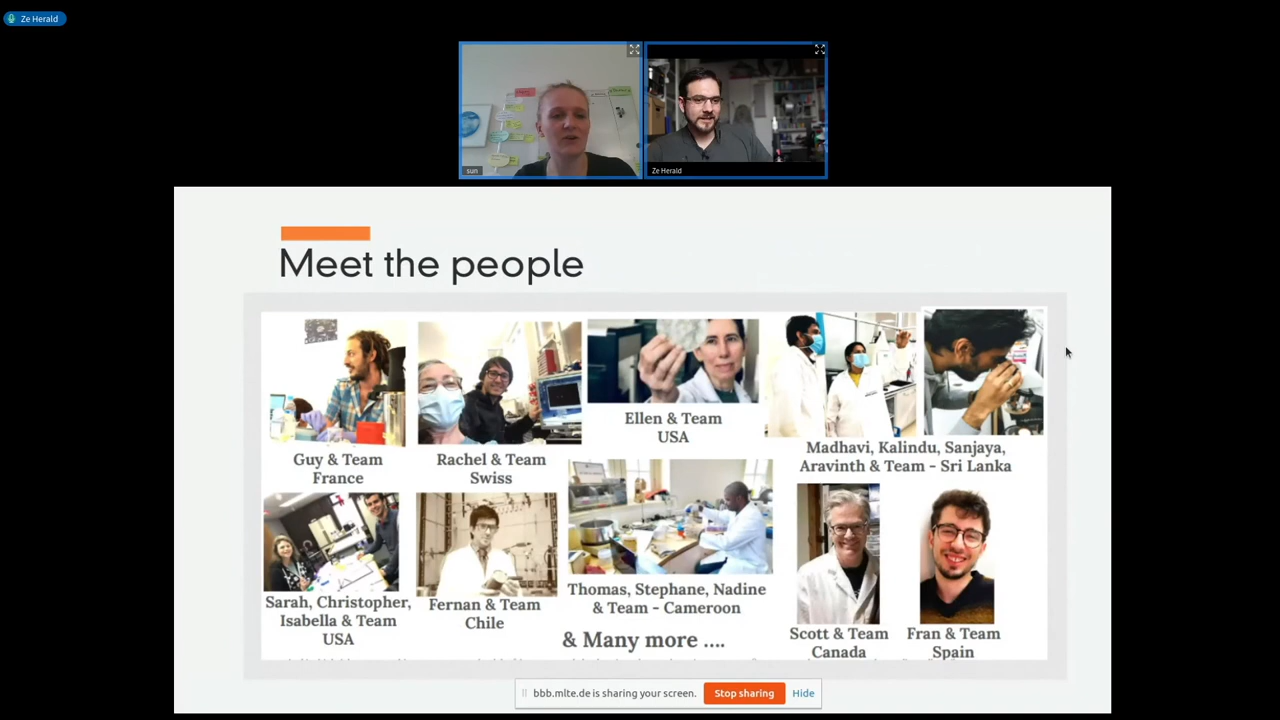 Ze Herald
sun
Ze Herald
Meet the people
Guy & Team
France
Rachel & Team
Swiss
Ellen & Team
USA
Madhavi, Kalindu, Sanjaya,
Aravinth & Team - Sri Lanka
Sarah, Christopher,
Isabella & Team
USA
Fernan & Team
Chile
Thomas, Stephane, Nadine
& Team - Cameroon
& Many more ....
Scott & Team
Canada
Fran & Team
Spain
bbb.mlte.de is sharing your screen.
Stop sharing
Hide